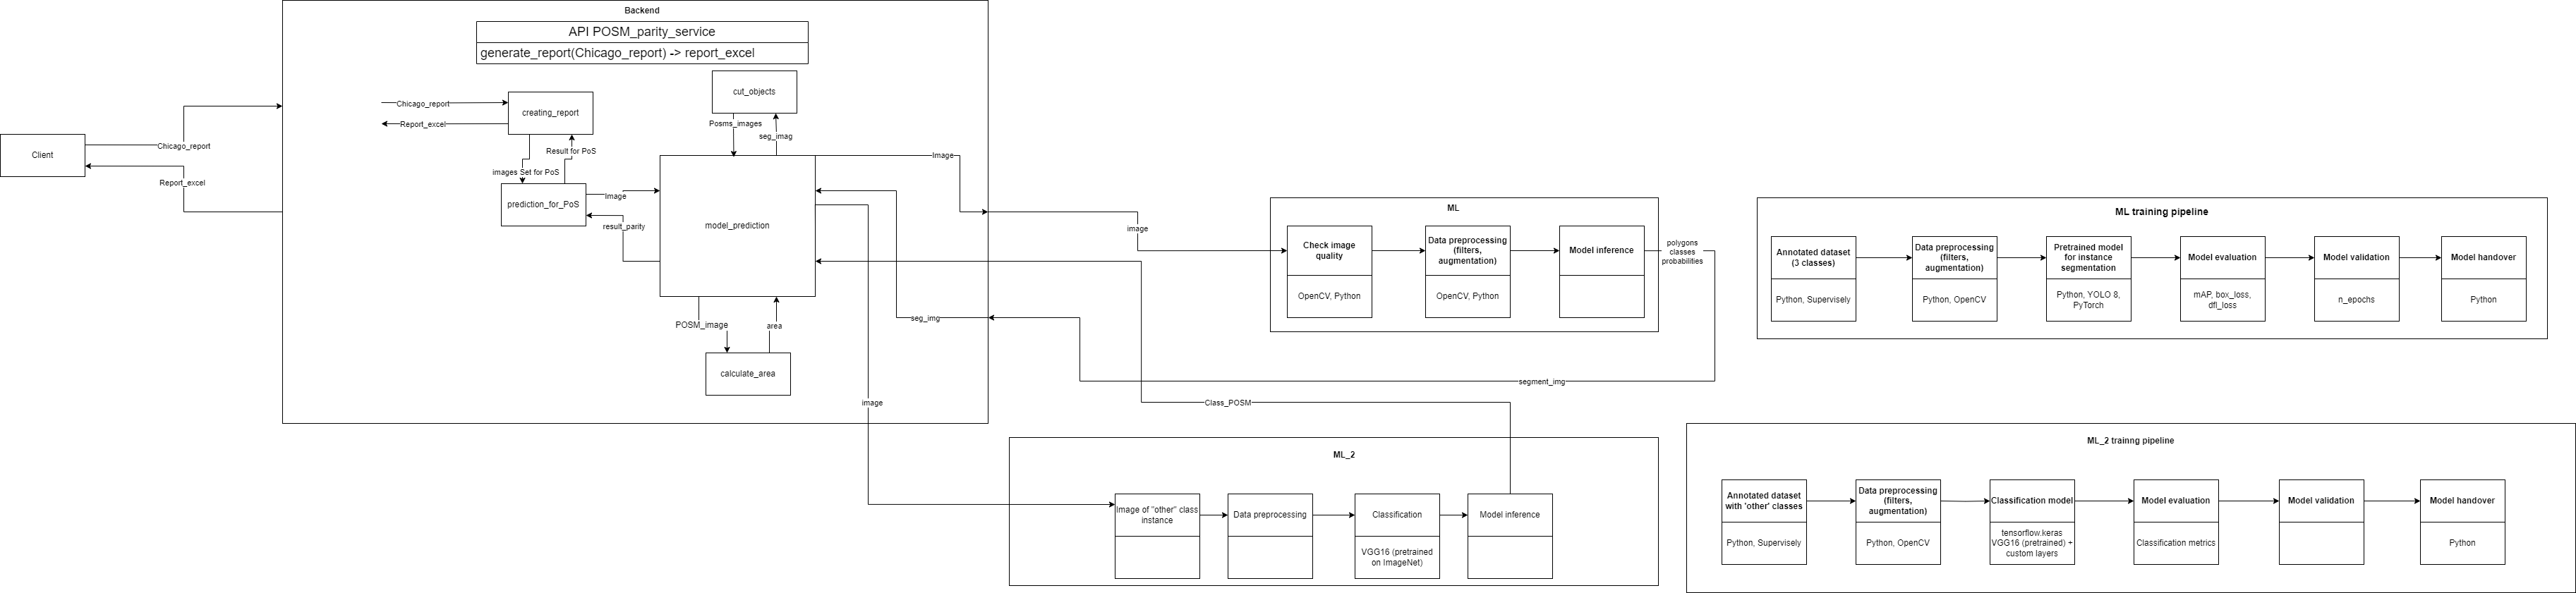 Backend
API POSM_parity_service
generate_report(Chicago_report) -> report_excel
cut_objects
Chicago_report
creating_report
Report_excel
Posms_images
seg_imag
Client
Chicago_report
Report_excel
Result for PoS
images Set for PoS
prediction_for_PoS
Image
result_parity
model_prediction
Image
image
POSM_image
area
calculate_area
seg_img
image
ML
Check image
quality
OpenCV, Python
Data preprocessing
(filters,
augmentation)
OpenCV, Python
Model inference
polygons
classes
probabilities
segment_img
Class_POSM
ML training pipeline
Annotated dataset
(3 classes)
Python, Supervisely
Data preprocessing
(filters,
augmentation)
Python, OpenCV
Pretrained model
for instance
segmentation
Python, YOLO 8,
PyTorch
Model evaluation
mAP, box_loss,
dfl_loss
Model validation
n_epochs
Model handover
Python
ML_2
Image of "other" class
instance
Data preprocessing
Classification
VGG16 (pretrained
on ImageNet)
Model inference
ML_2 trainng pipeline
Annotated dataset
with 'other' classes
Python, Supervisely
Data preprocessing
(filters,
augmentation)
Python, OpenCV
Classification model
tensorflow.keras
VGG16 (pretrained) +
custom layers
Model evaluation
Classification metrics
Model validation
Model handover
Python